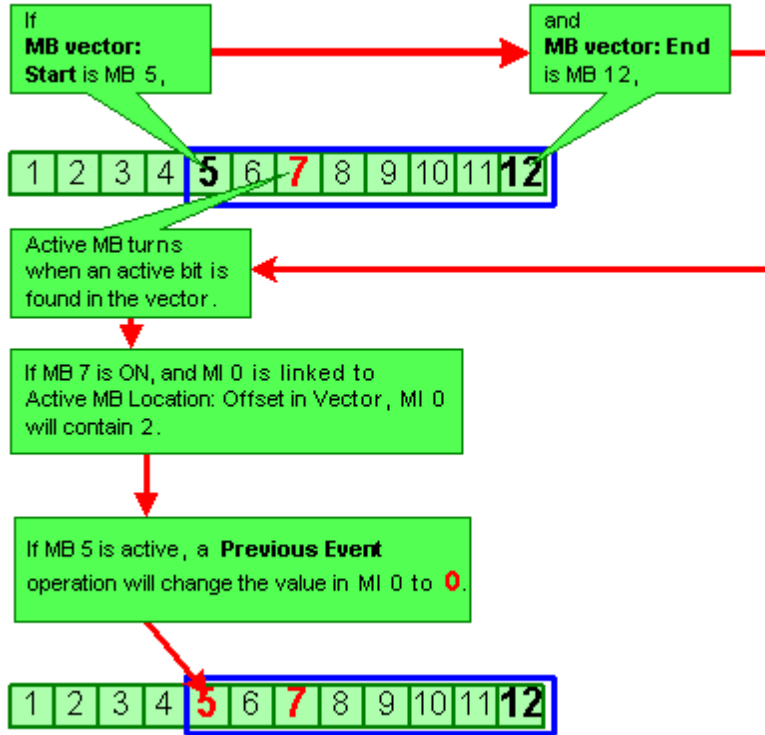 If
MB vector:
Start is MB 5,
and
MB vector: End
is MB 12,
1 2 3 4 5 6 7 8 9 10 11 12
Active MB turns
when an active bit is
found in the vector.
If MB 7 is ON, and MI 0 is linked to
Active MB Location: Offset in Vector, MI 0
will contain 2.
If MB 5 is active, a Previous Event
operation will change the value in MI 0 to 0.
1 2 3 4 5 6 7 8 9 10 11 12